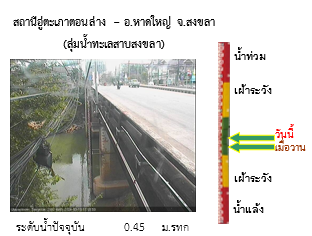 สถานีอู่ตะเภาตอนล่าง - อ.หาดใหญ่ จ.สงขลา
(ลุ่มน้ำทะเลสาบสงขลา)
น้ำท่วม
เฝ้าระวัง
วันนี้
เมื่อวาน
เฝ้าระวัง
น้ำแล้ง
ระดับน้ำปัจจุบัน 0.45 ม.รทก